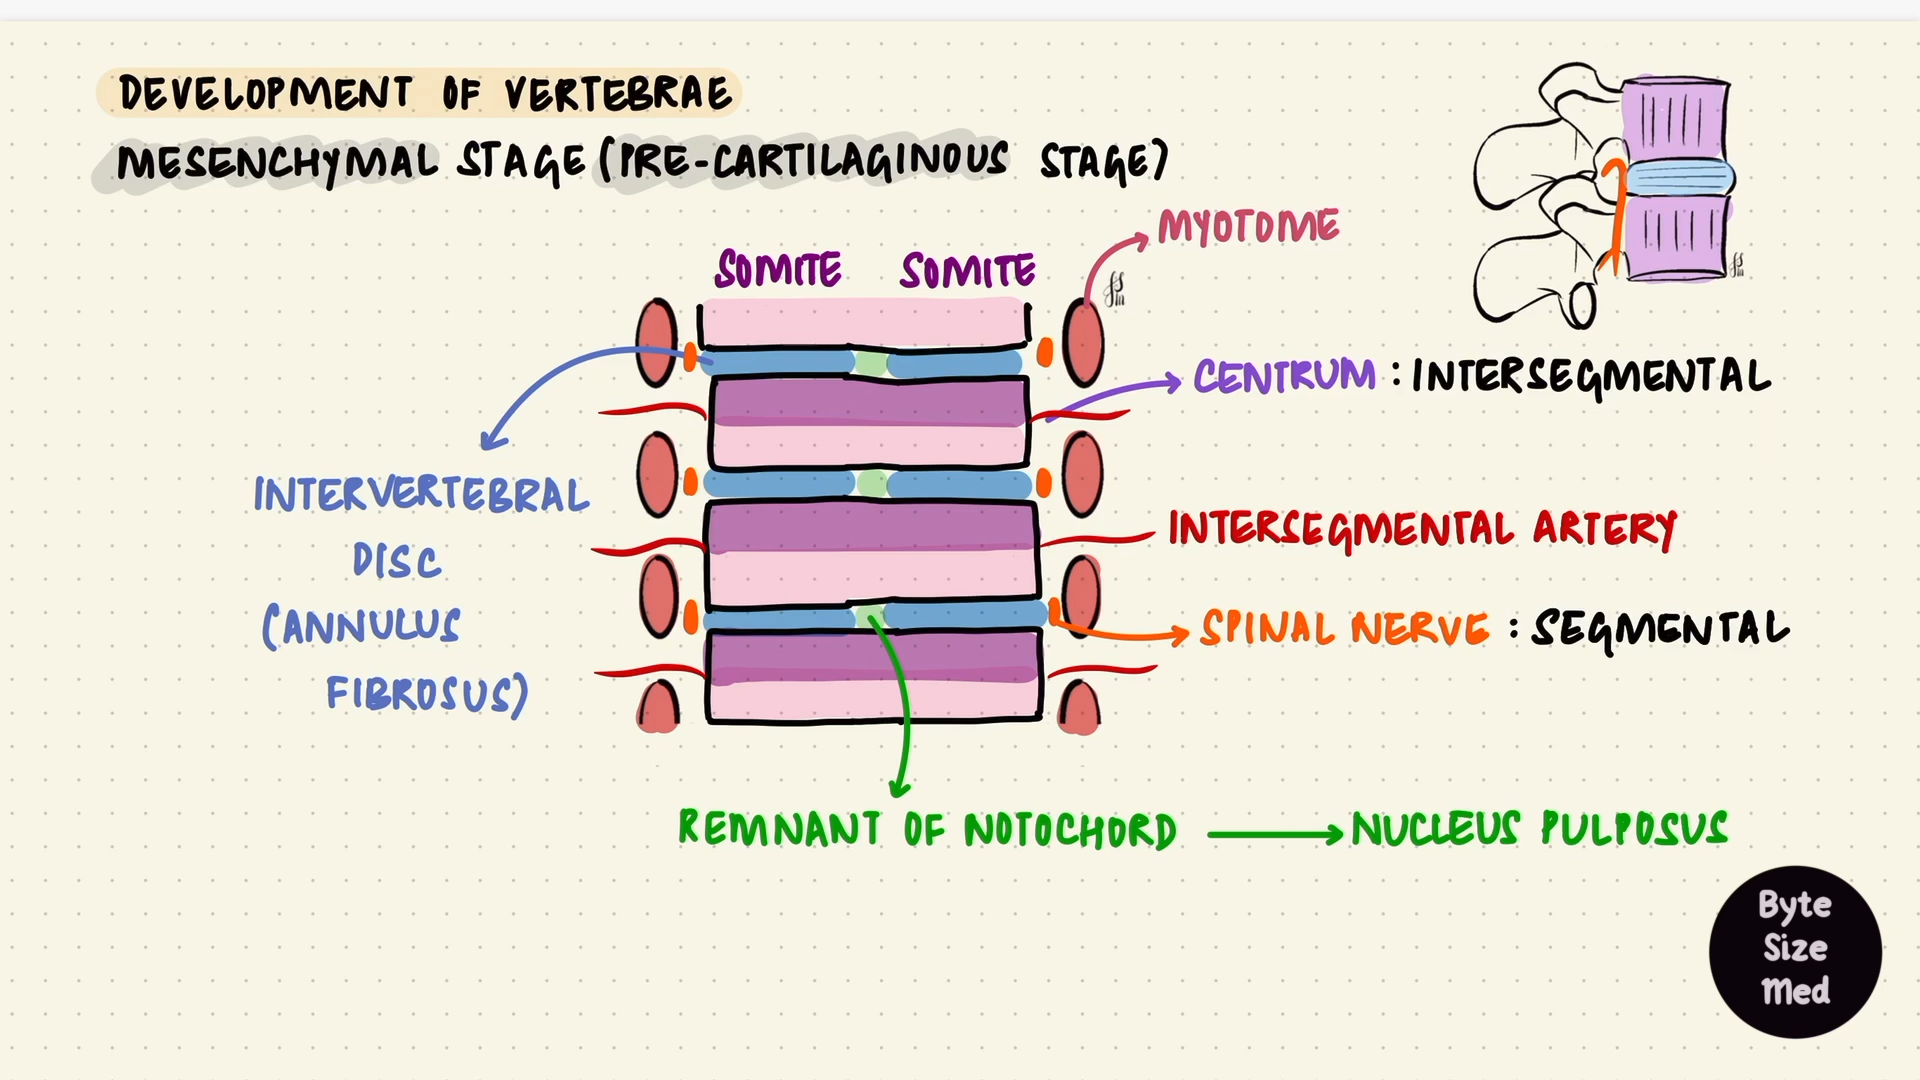 DEVELOPMENT OF VERTEBRAE
MESENCHYMAL STAGE (PRE-CARTILAGINOUS STAGE)
MYOTOME
SOMITE SOMITE
CENTRUM : INTERSEGMENTAL
INTERVERTEBRAL
DISC
(ANNULUS
FIBROSUS)
INTERSEGMENTAL ARTERY
SPINAL NERVE : SEGMENTAL
REMNANT OF NOTOCHORD → NUCLEUS PULPOSUS
Byte
Size
Med